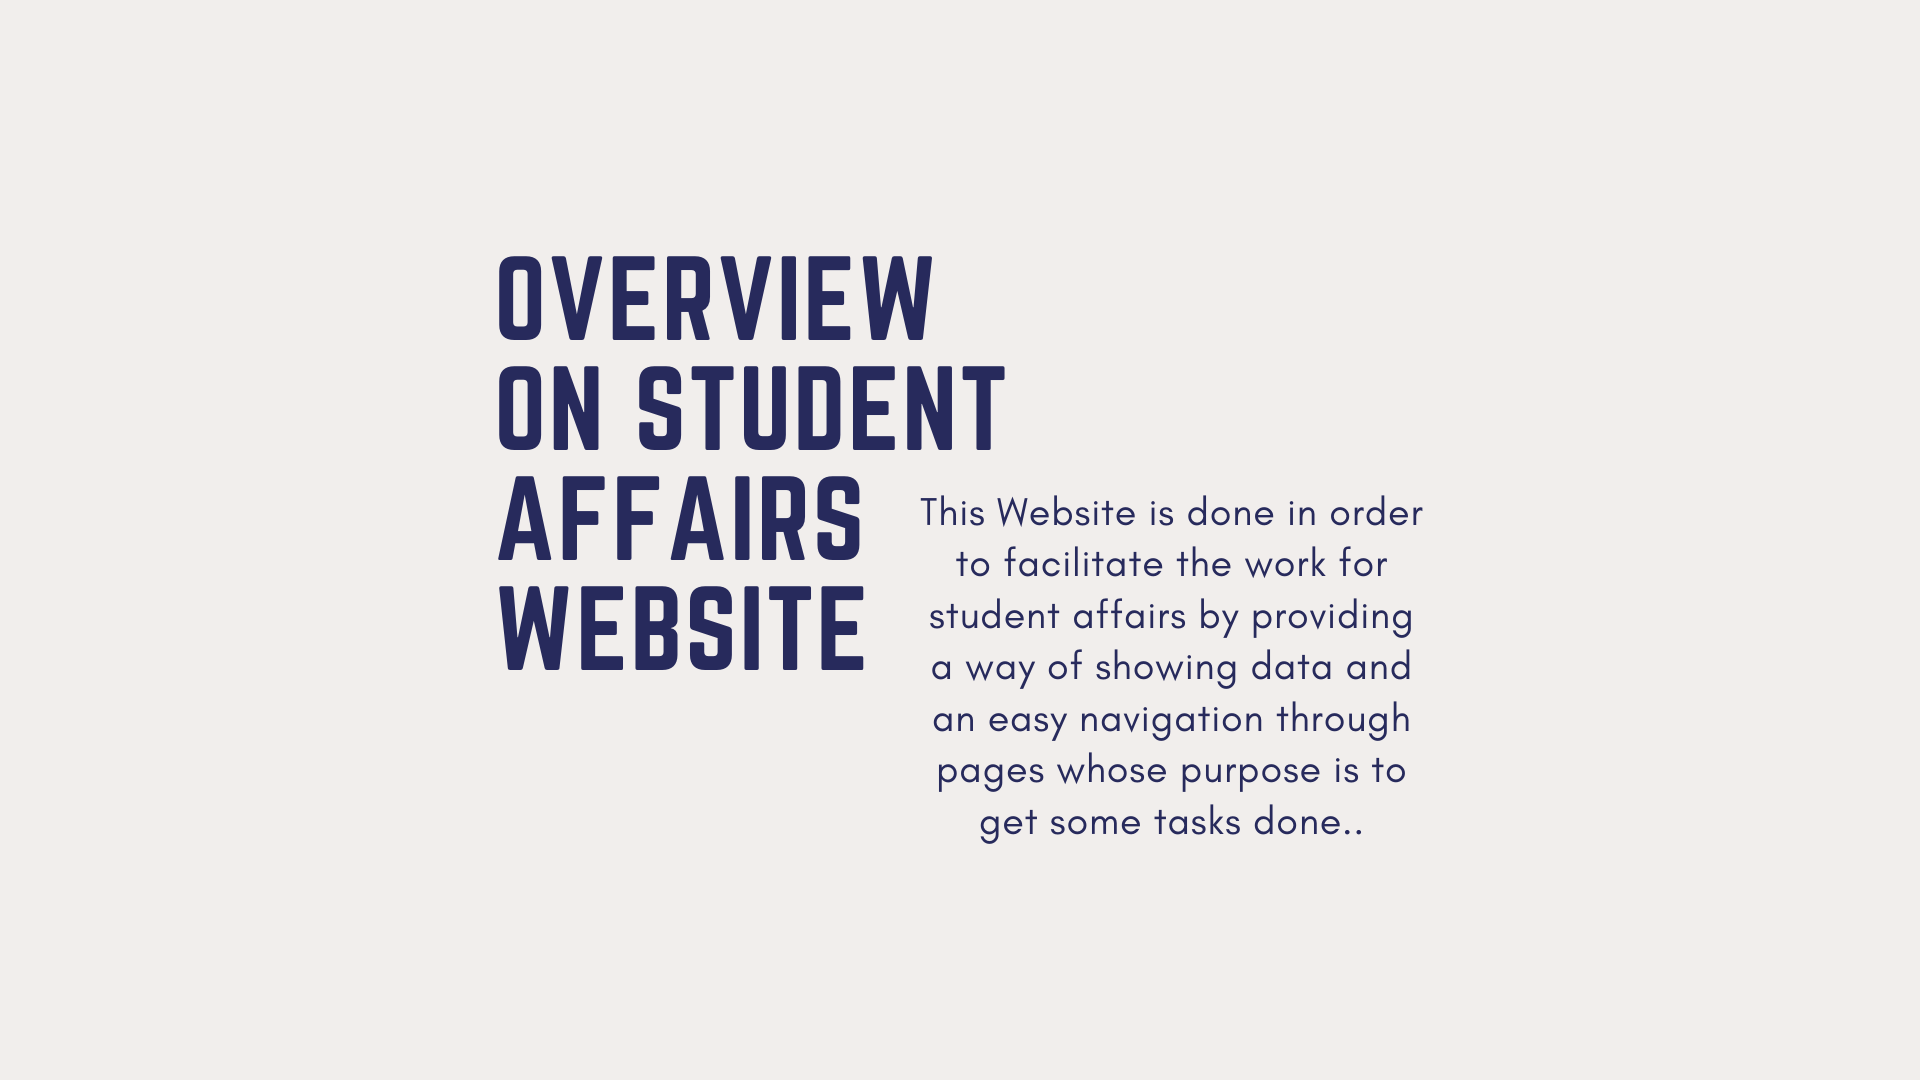 OVERVIEW
ON STUDENT
AFFAIRS
WEBSITE
This Website is done in order
to facilitate the work for
student affairs by providing
a way of showing data and
an easy navigation through
pages whose purpose is to
get some tasks done..